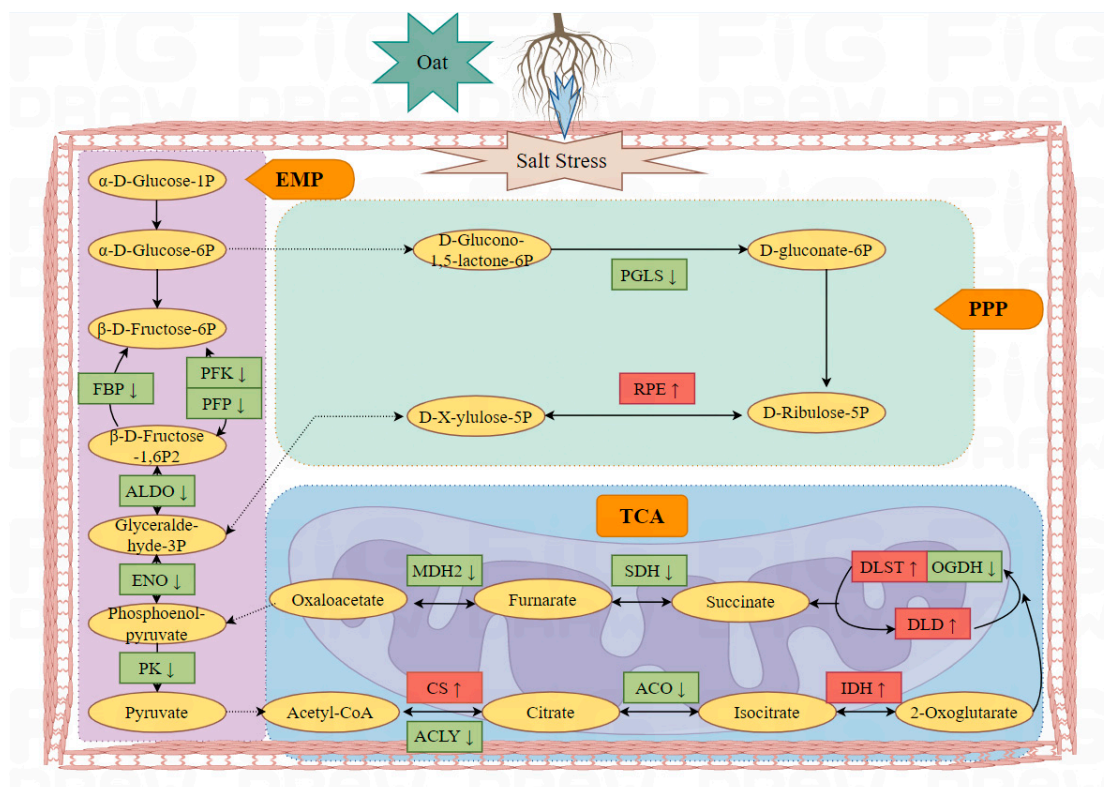 Oat
Salt Stress
EMP
α-D-Glucose-1P
α-D-Glucose-6P
D-Glucono-
1,5-lactone-6P
D-gluconate-6P
PGLS ↓
PPP
β-D-Fructose-6P
FBP ↓
PFK ↓
PFP ↓
RPE ↑
D-X-ylulose-5P
D-Ribulose-5P
β-D-Fructose
-1,6P2
ALDO ↓
Glyceralde-
hyde-3P
TCA
ENO ↓
MDH2 ↓
SDH ↓
DLST ↑ OGDH ↓
Oxaloacetate
Furnarate
Succinate
DLD ↑
Phosphoenol-
pyruvate
PK ↓
CS ↑
ACO ↓
IDH ↑
Pyruvate
Acetyl-CoA
Citrate
Isocitrate
2-Oxoglutarate
ACLY ↓
FIG
DRAW